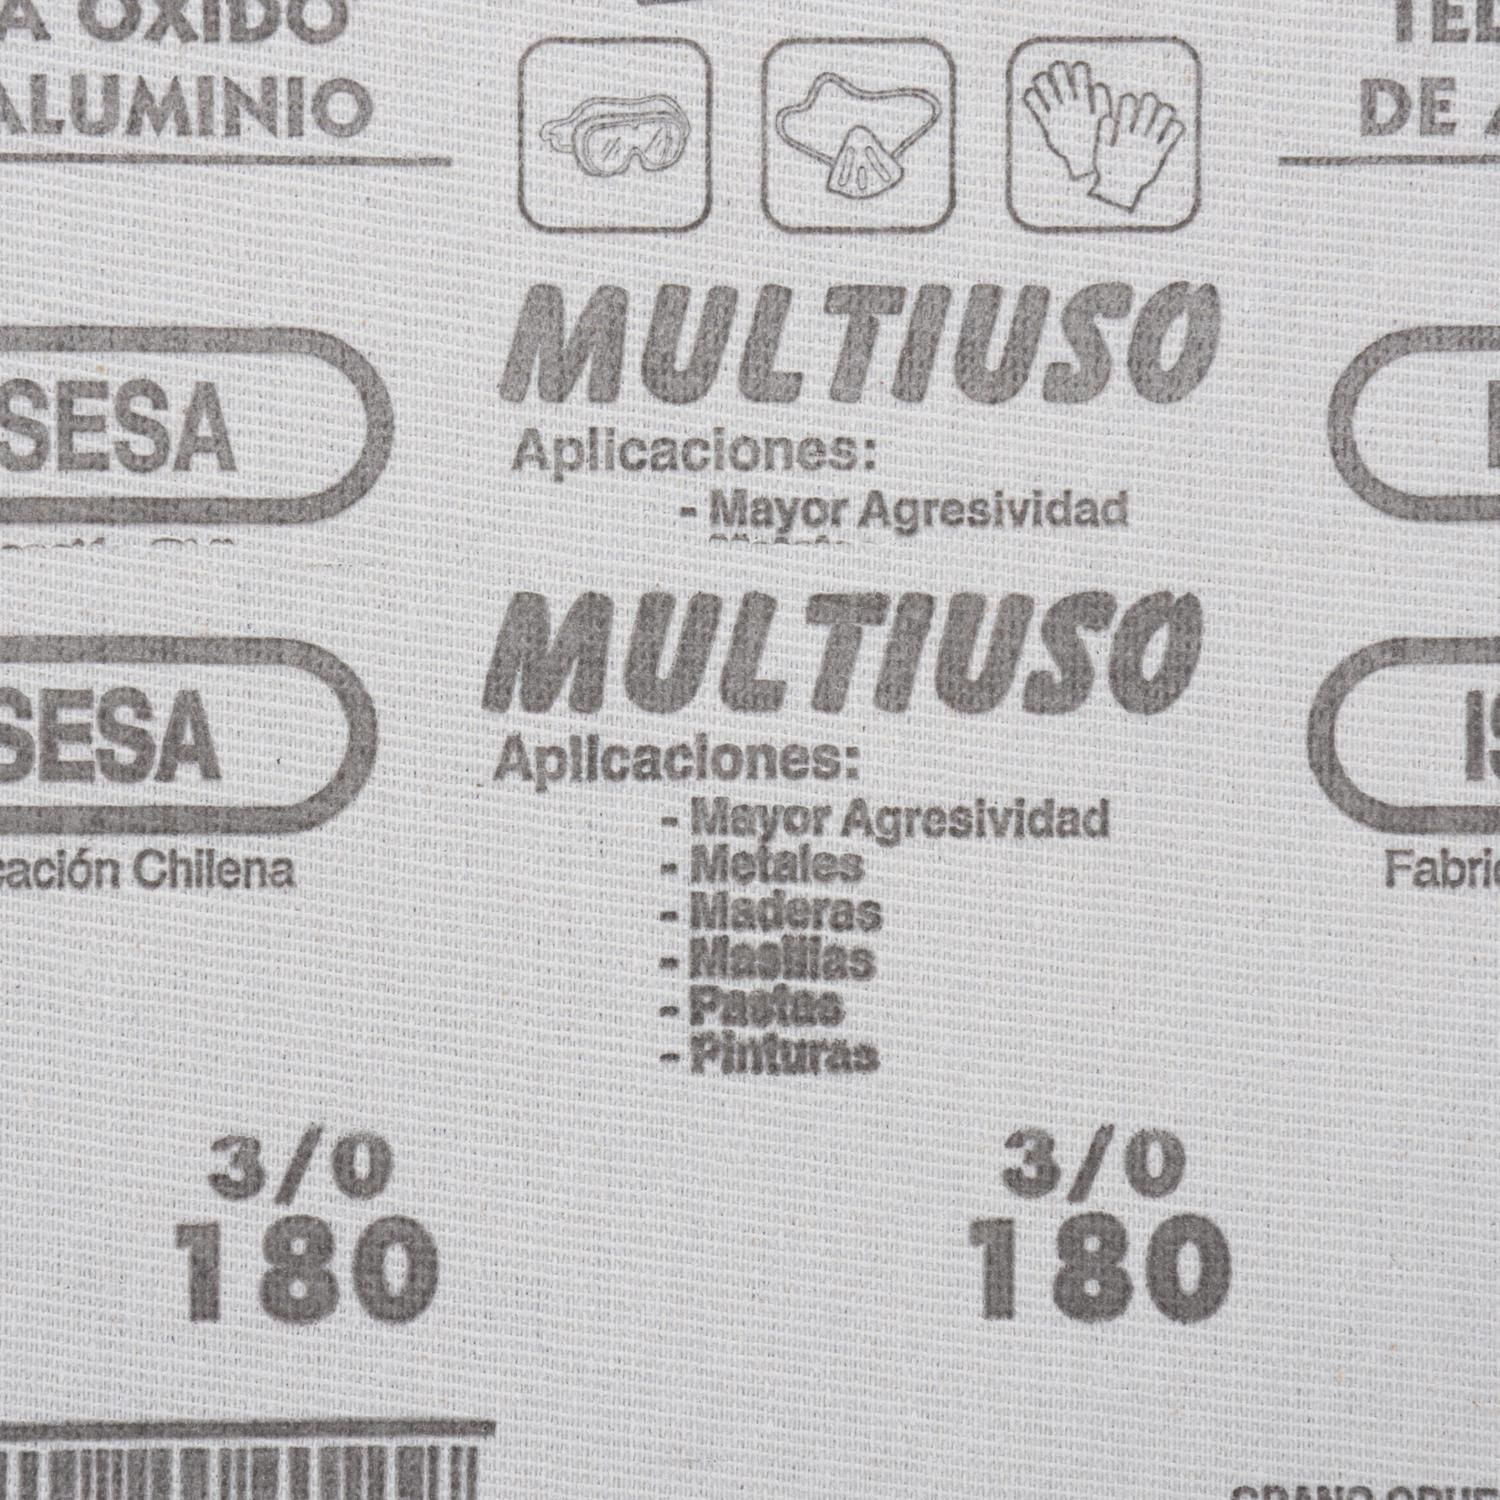 A OXIDO
ALUMINIO
TEL
DE A
MULTIUSO
SESA
Aplicaciones:
- Mayor Agresividad
MULTIUSO
SESA
IS
Aplicaciones:
- Mayor Agresividad
cación Chilena
Fabric
- Metales
- Maderas
- Masillas
- Pastas
- Pinturas
3/0
3/0
180
180